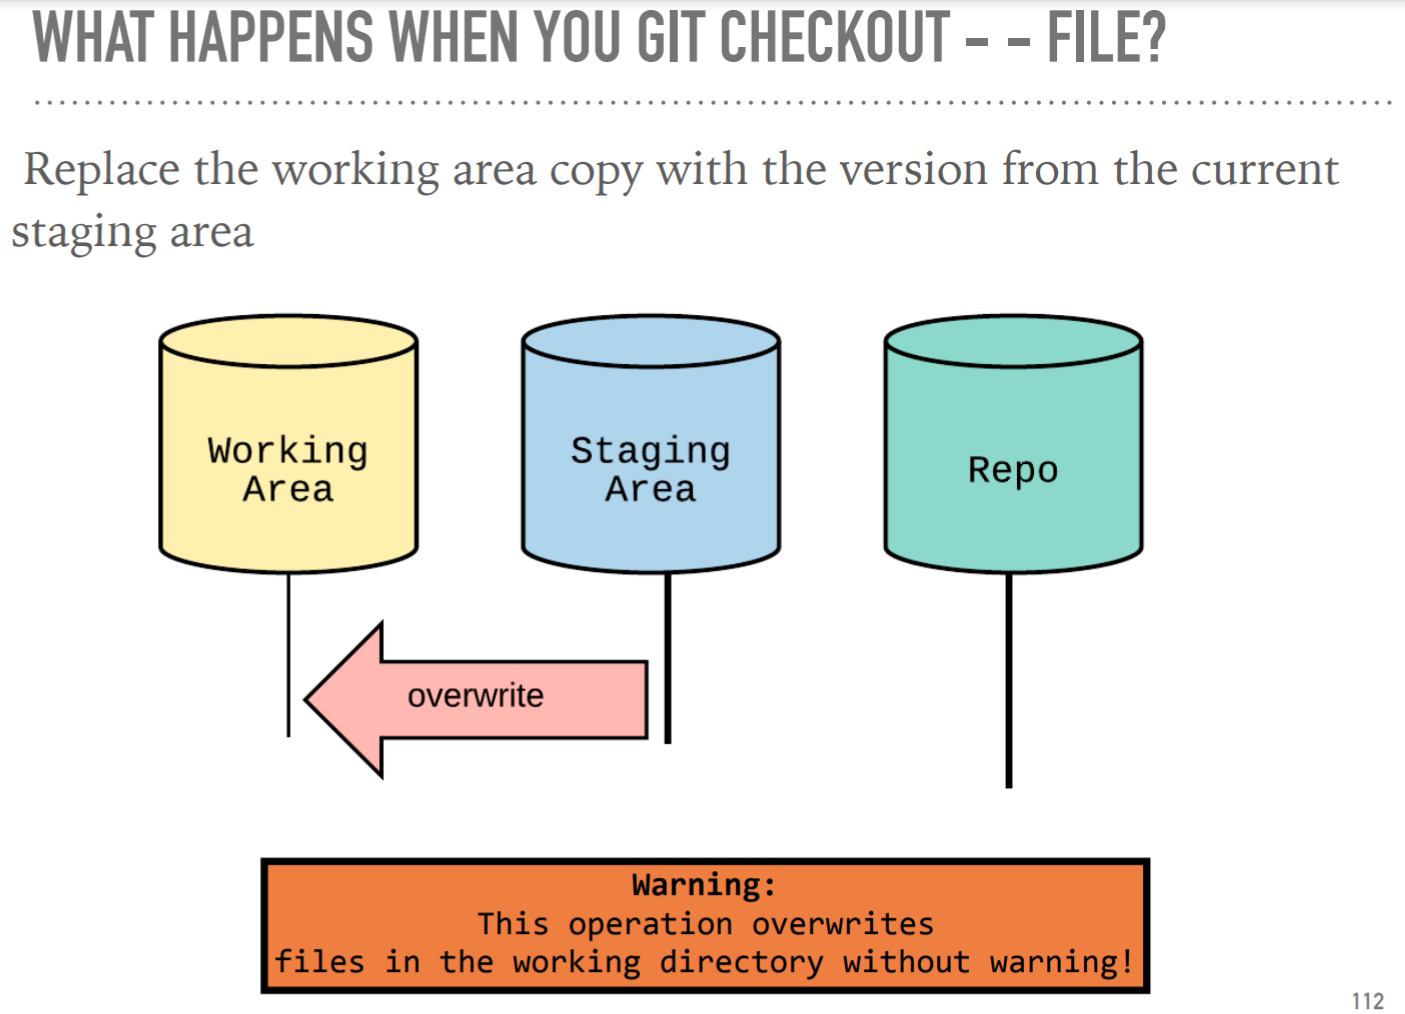 WHAT HAPPENS WHEN YOU GIT CHECKOUT - - FILE?
Replace the working area copy with the version from the current
staging area
Working
Area
Staging
Area
Repo
overwrite
Warning:
This operation overwrites
files in the working directory without warning!
112